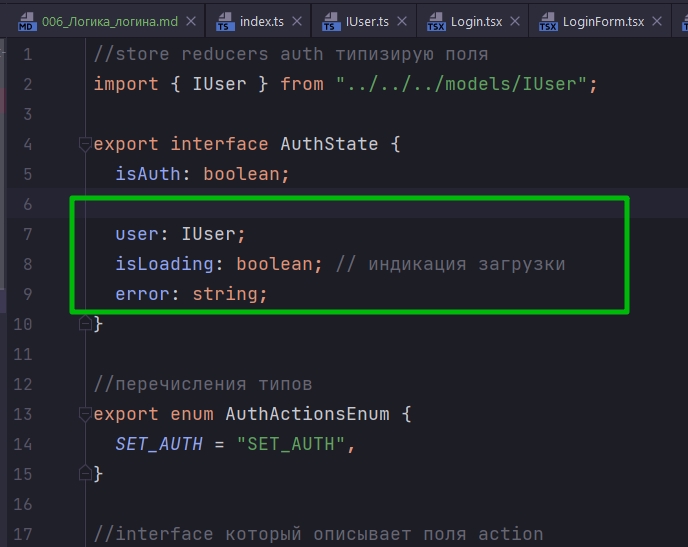 MD 006_Логика_логина.md TS index.ts TS IUser.ts TSX Login.tsx TSX LoginForm.tsx
1 //store reducers auth типизирую поля
2 import { IUser } from "../../../models/IUser";
3
4 export interface AuthState {
5 isAuth: boolean;
6
7 user: IUser;
8 isLoading: boolean; // индикация загрузки
9 error: string;
10 }
11
12 //перечисления типов
13 export enum AuthActionsEnum {
14 SET_AUTH = "SET_AUTH",
15 }
16
17 //interface который описывает поля action